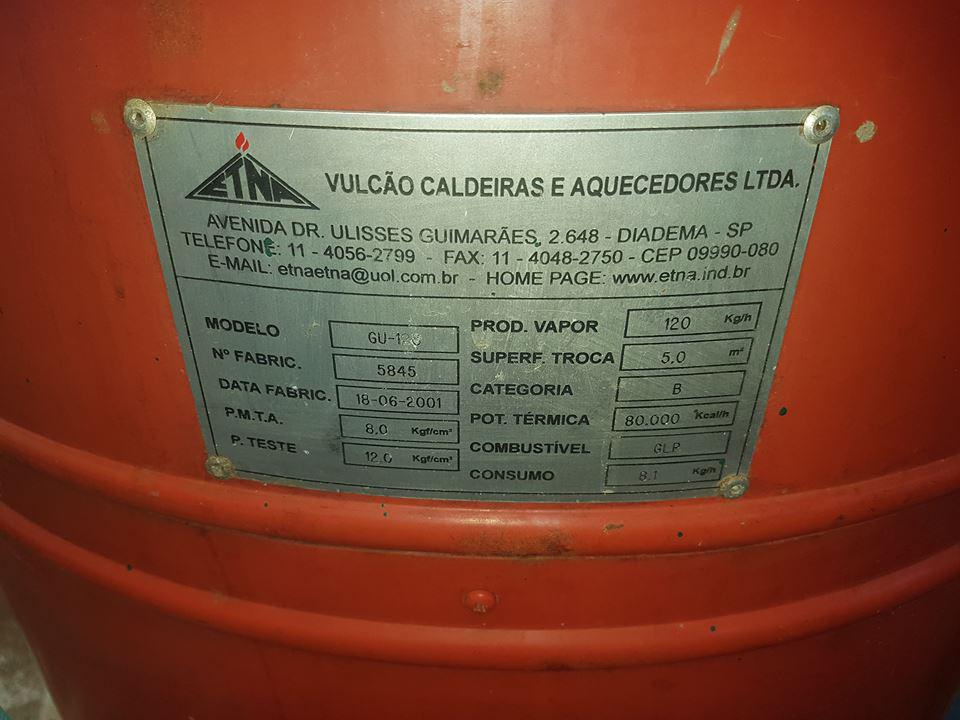 ETNA
VULCÃO CALDEIRAS E AQUECEDORES LTDA.
AVENIDA DR. ULISSES GUIMARÃES, 2.648 - DIADEMA - SP
TELEFONE: 11 - 4056-2799 - FAX: 11 - 4048-2750 - CEP 09990-080
E-MAIL: etnaetna@uol.com.br - HOME PAGE: www.etna.ind.br
MODELO GU-120
Nº FABRIC. 5845
DATA FABRIC. 18-06-2001
P.M.T.A. 8.0 Kgf/cm²
P. TESTE 12.0 Kgf/cm²
PROD. VAPOR 120 Kg/h
SUPERF. TROCA 5.0 m²
CATEGORIA B
POT. TÉRMICA 80.000 Kcal/h
COMBUSTÍVEL GLP
CONSUMO 8.1 Kg/h